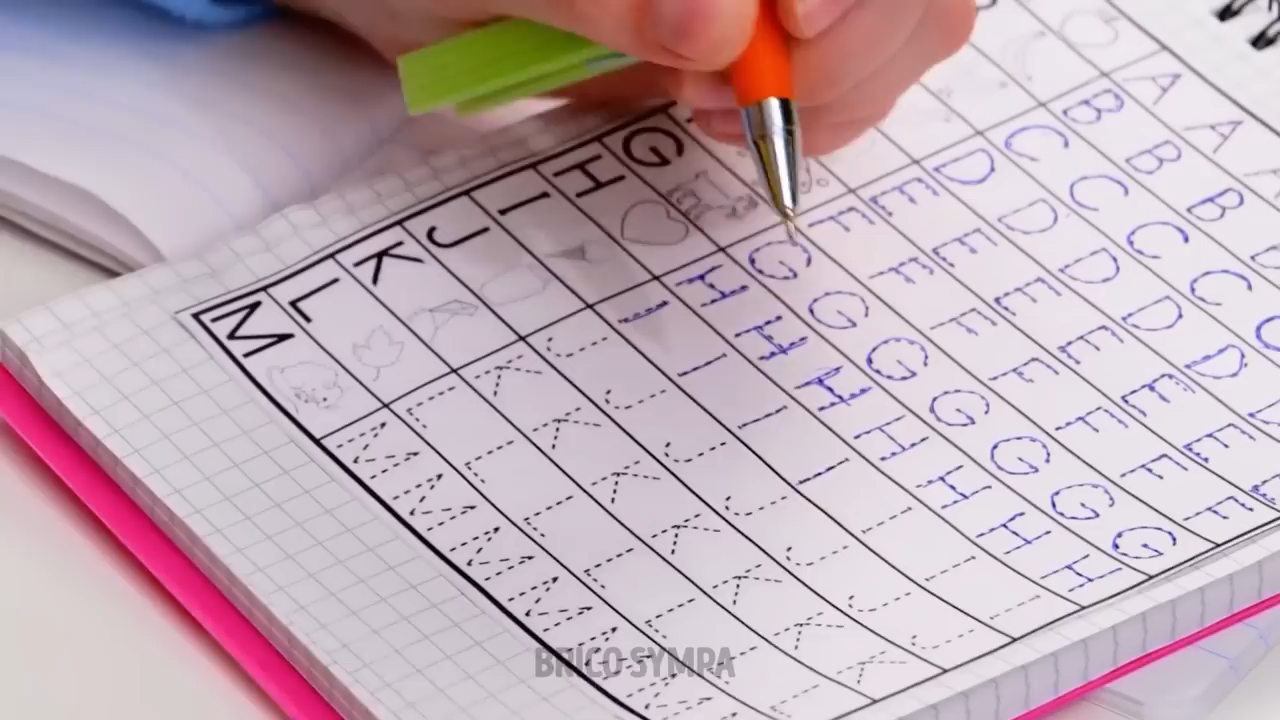 A A A
B B B B
C C C C C
D D D D D D
E E E E E E E
F F F F F F F
G G G G G G G G
H H H H H H H H
I I I I I I I I
J J J J J J J J
K K K K K K K K
L L L L L L L
M M M M M M M
BRICO SYMPA